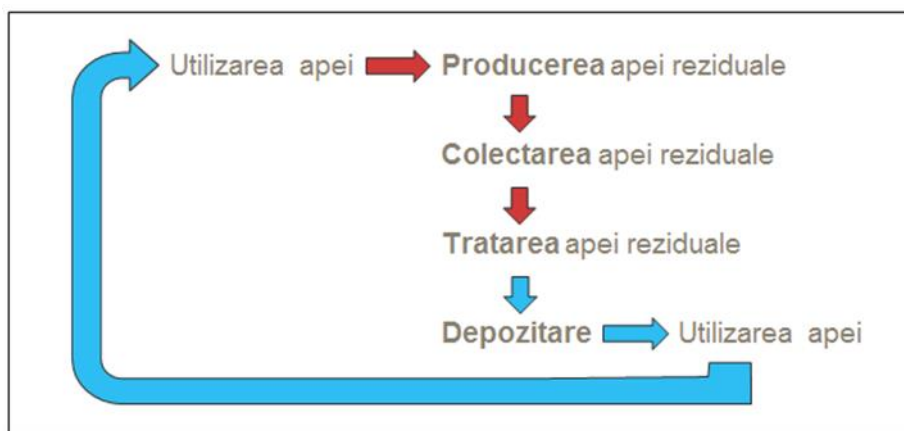 Utilizarea apei Producerea apei reziduale
Colectarea apei reziduale
Tratarea apei reziduale
Depozitare Utilizarea apei